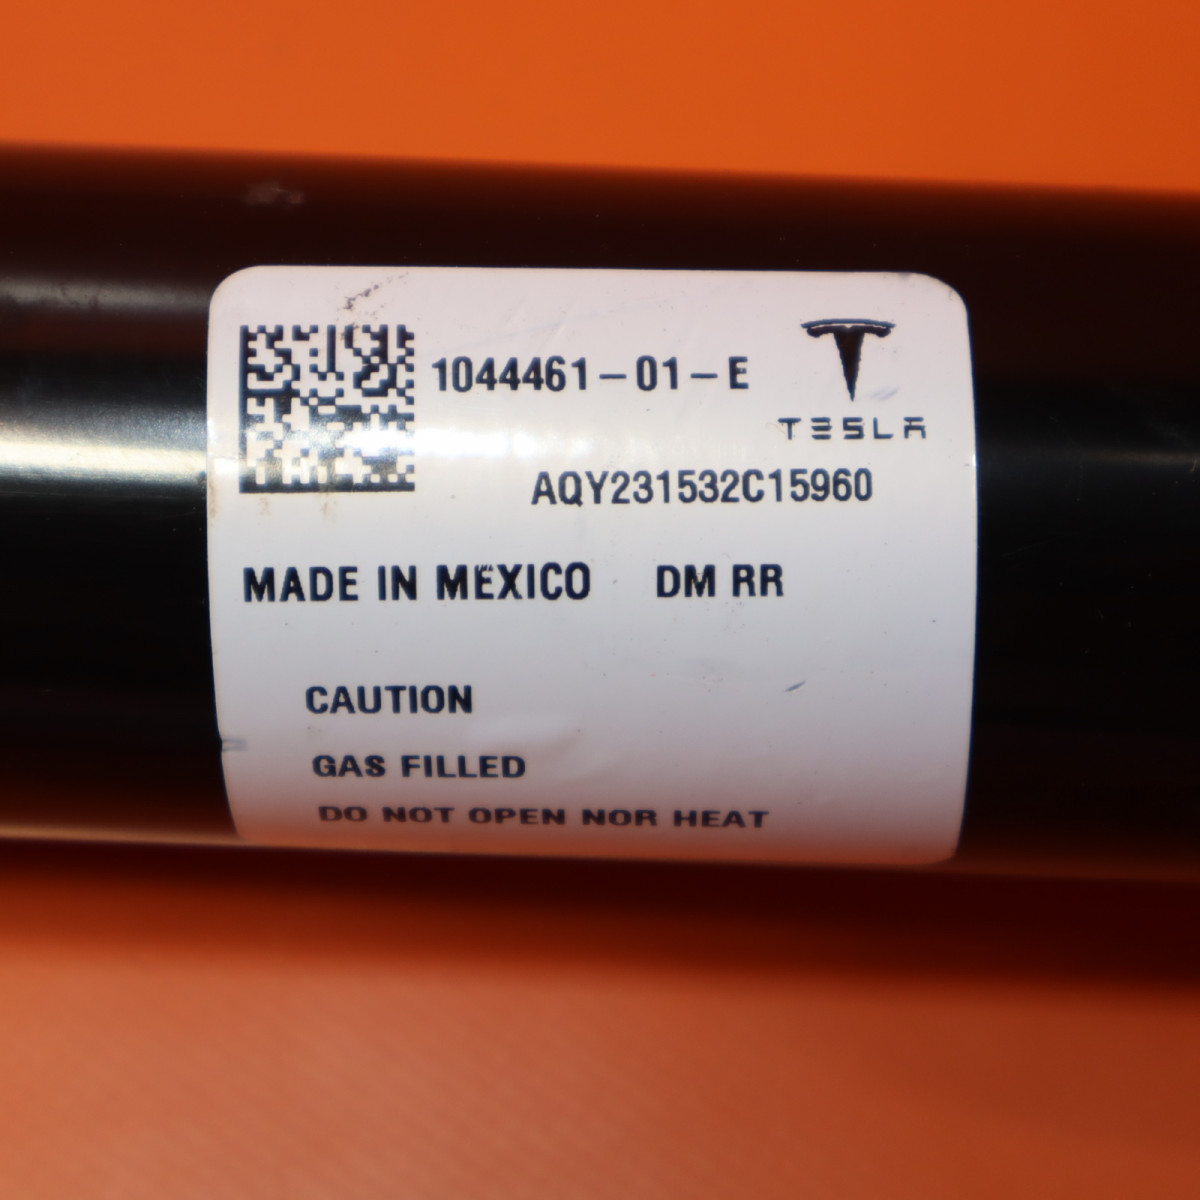 1044461-01-E
TESLA
AQY231532C15960
MADE IN MEXICO DM RR
CAUTION
GAS FILLED
DO NOT OPEN NOR HEAT